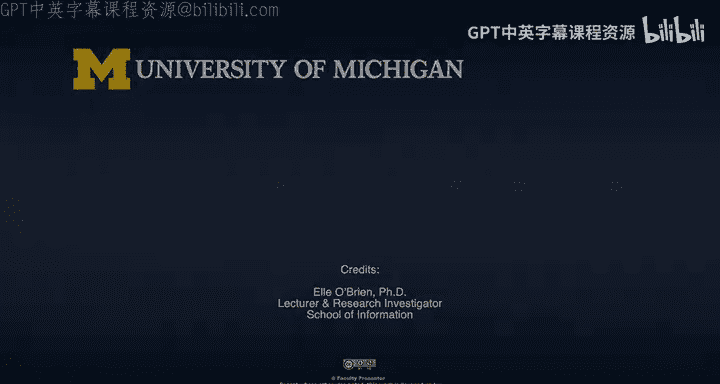 GPT中英字幕课程资源@bilibili.com
GPT中英字幕课程资源 bilibili
M UNIVERSITY OF MICHIGAN
Credits:
Elle O'Brien, Ph.D.
Lecturer & Research Investigator
School of Information